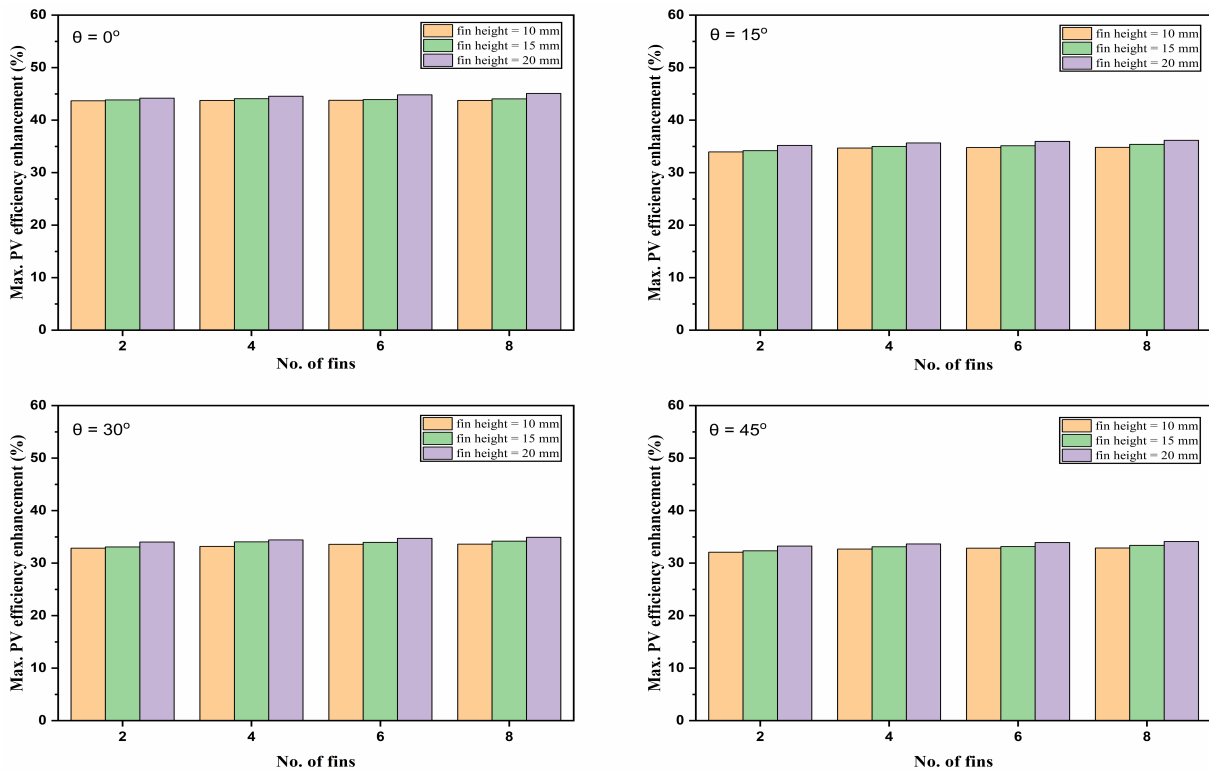 θ = 0°
fin height = 10 mm
fin height = 15 mm
fin height = 20 mm
Max. PV efficiency enhancement (%)
60
50
40
30
20
10
0
2 4 6 8
No. of fins
θ = 15°
fin height = 10 mm
fin height = 15 mm
fin height = 20 mm
Max. PV efficiency enhancement (%)
60
50
40
30
20
10
0
2 4 6 8
No. of fins
θ = 30°
fin height = 10 mm
fin height = 15 mm
fin height = 20 mm
Max. PV efficiency enhancement (%)
60
50
40
30
20
10
0
2 4 6 8
No. of fins
θ = 45°
fin height = 10 mm
fin height = 15 mm
fin height = 20 mm
Max. PV efficiency enhancement (%)
60
50
40
30
20
10
0
2 4 6 8
No. of fins